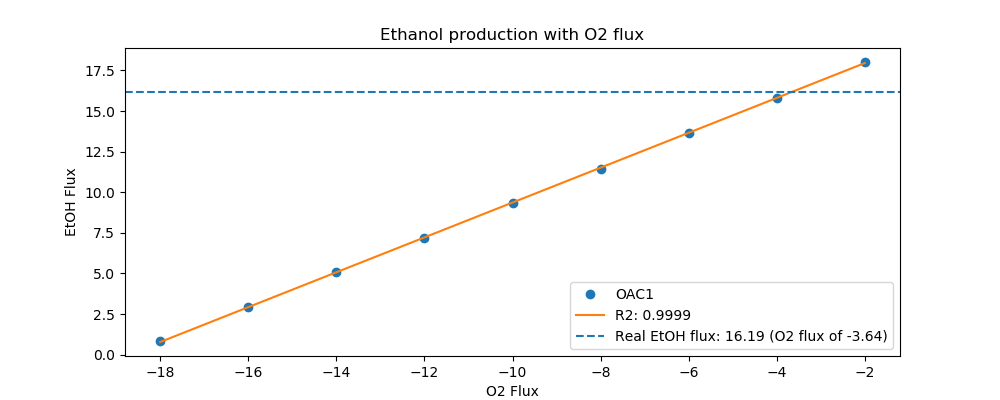 Ethanol production with O2 flux
EtOH Flux
17.5
15.0
12.5
10.0
7.5
5.0
2.5
0.0
OAC1
R2: 0.9999
Real EtOH flux: 16.19 (O2 flux of -3.64)
−18 −16 −14 −12 −10 −8 −6 −4 −2
O2 Flux